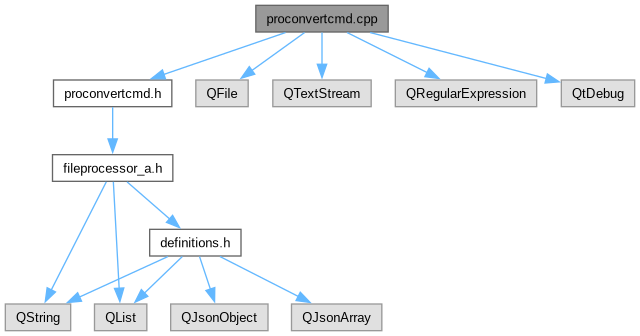 proconvertcmd.cpp
proconvertcmd.h
QFile
QTextStream
QRegularExpression
QtDebug
fileprocessor_a.h
definitions.h
QString
QList
QJsonObject
QJsonArray